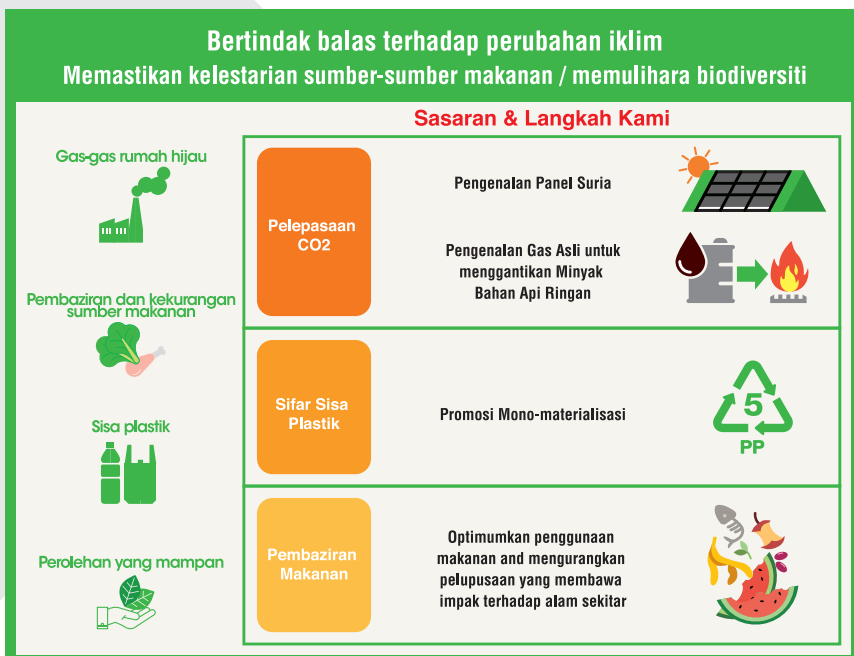 Bertindak balas terhadap perubahan iklim
Memastikan kelestarian sumber-sumber makanan / memulihara biodiversiti
Sasaran & Langkah Kami
Gas-gas rumah hijau
Pembaziran dan kekurangan
sumber makanan
Sisa plastik
Perolehan yang mampan
Pelepasaan
CO2
Pengenalan Panel Suria
Pengenalan Gas Asli untuk
menggantikan Minyak
Bahan Api Ringan
Sifar Sisa
Plastik
Promosi Mono-materialisasi
5
PP
Pembaziran
Makanan
Optimumkan penggunaan
makanan and mengurangkan
pelupusaan yang membawa
impak terhadap alam sekitar